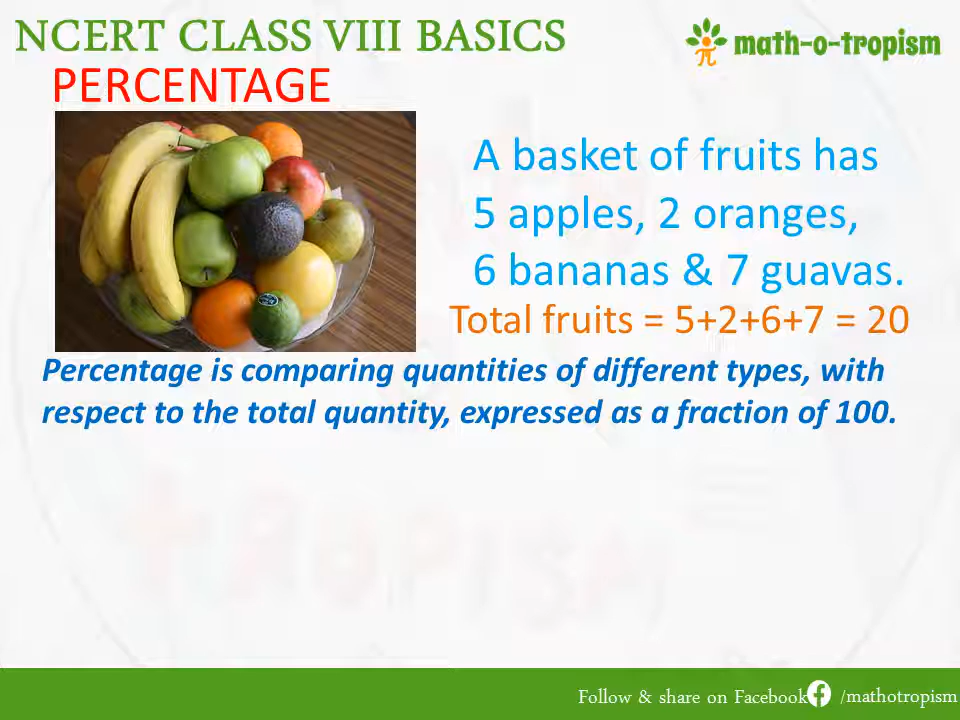 NCERT CLASS VIII BASICS
math-o-tropism
PERCENTAGE
A basket of fruits has
5 apples, 2 oranges,
6 bananas & 7 guavas.
Total fruits = 5+2+6+7 = 20
Percentage is comparing quantities of different types, with
respect to the total quantity, expressed as a fraction of 100.
Follow & share on Facebook /mathotropism